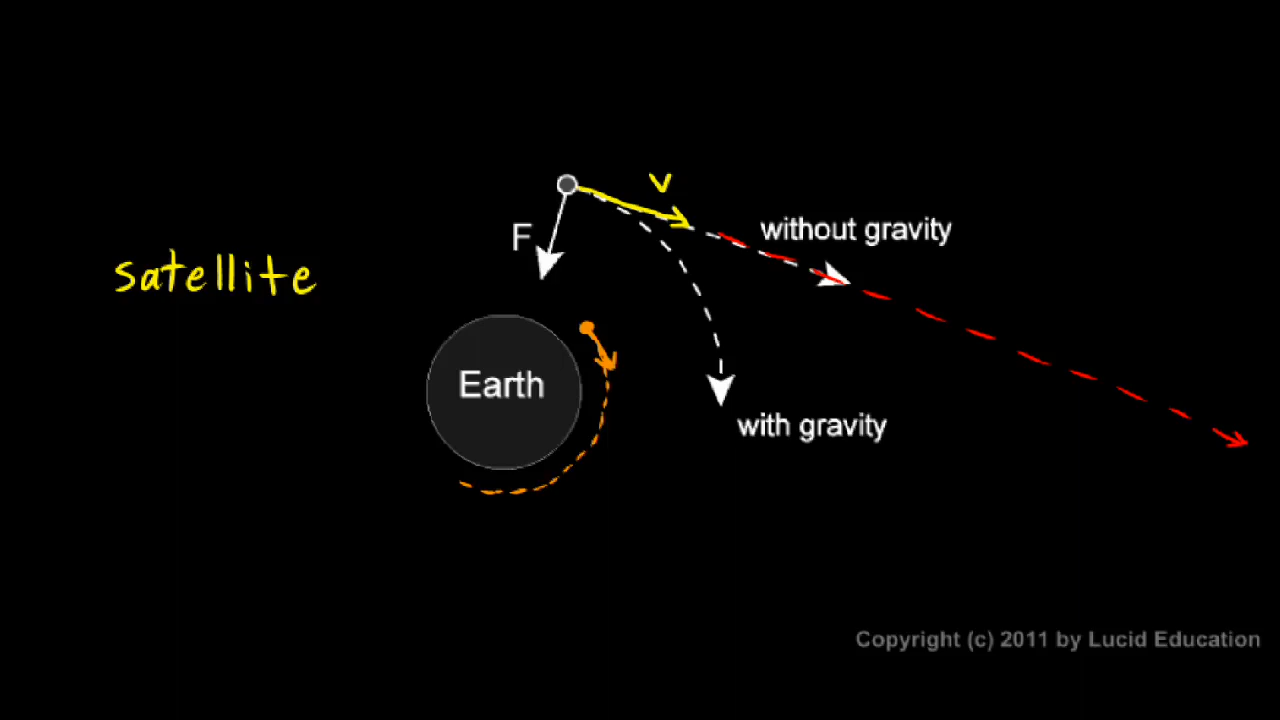 v
without gravity
F
satellite
Earth
with gravity
Copyright (c) 2011 by Lucid Education